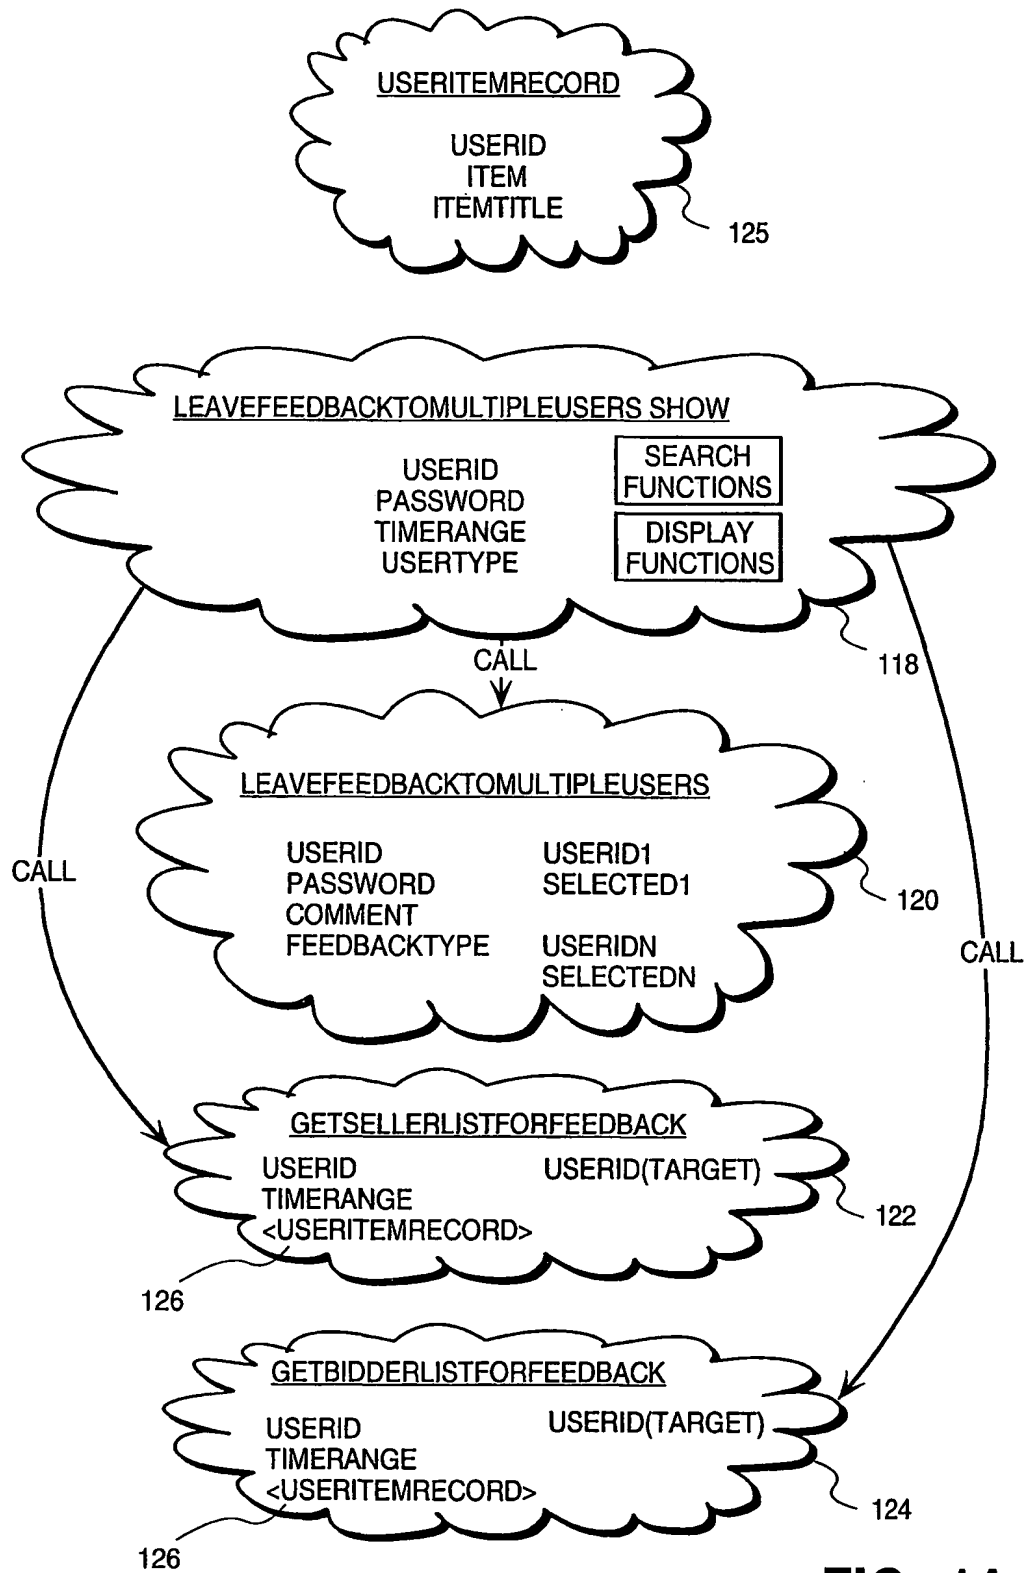 USERITEMRECORD
USERID
ITEM
ITEMTITLE
125
LEAVEFEEDBACKTOMULTIPLEUSERS SHOW
USERID
PASSWORD
TIMERANGE
USERTYPE
SEARCH
FUNCTIONS
DISPLAY
FUNCTIONS
118
CALL
LEAVEFEEDBACKTOMULTIPLEUSERS
USERID
PASSWORD
COMMENT
FEEDBACKTYPE
USERID1
SELECTED1
USERIDN
SELECTEDN
120
CALL
CALL
GETSELLERLISTFORFEEDBACK
USERID
TIMERANGE
<USERITEMRECORD>
USERID(TARGET)
122
126
GETBIDDERLISTFORFEEDBACK
USERID
TIMERANGE
<USERITEMRECORD>
USERID(TARGET)
124
126